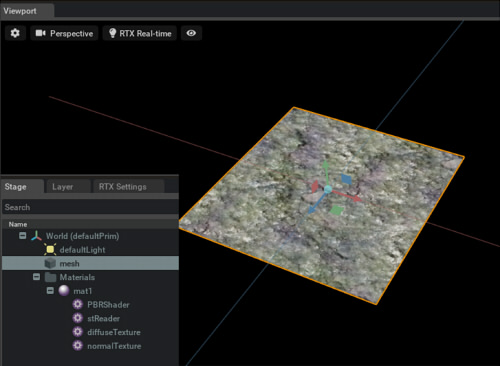 Viewport
Perspective RTX Real-time
Stage Layer RTX Settings
Search
Name
World (defaultPrim)
defaultLight
mesh
Materials
mat1
PBRShader
stReader
diffuseTexture
normalTexture